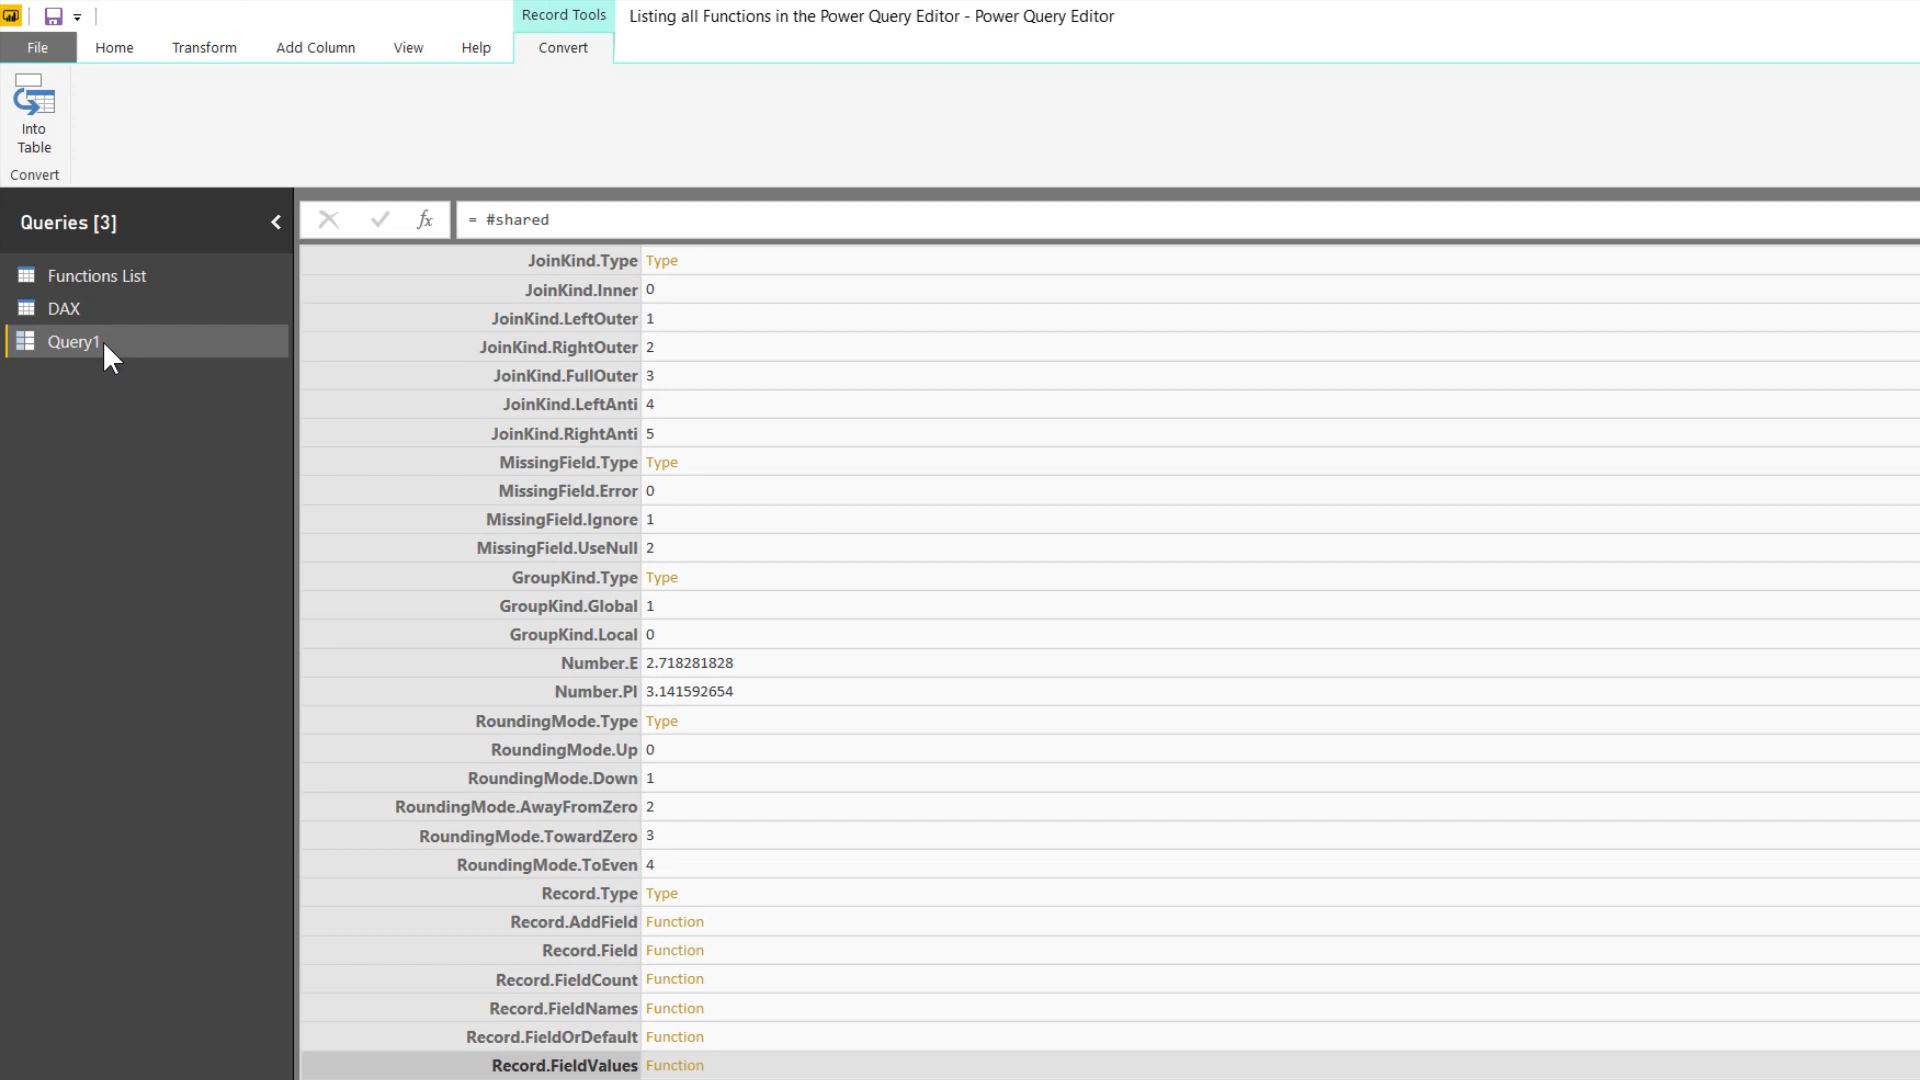 Record Tools
Listing all Functions in the Power Query Editor - Power Query Editor
File Home Transform Add Column View Help Convert
Into
Table
Convert
Queries [3]
fx = #shared
Functions List
DAX
Query1
JoinKind.Type Type
JoinKind.Inner 0
JoinKind.LeftOuter 1
JoinKind.RightOuter 2
JoinKind.FullOuter 3
JoinKind.LeftAnti 4
JoinKind.RightAnti 5
MissingField.Type Type
MissingField.Error 0
MissingField.Ignore 1
MissingField.UseNull 2
GroupKind.Type Type
GroupKind.Global 1
GroupKind.Local 0
Number.E 2.718281828
Number.PI 3.141592654
RoundingMode.Type Type
RoundingMode.Up 0
RoundingMode.Down 1
RoundingMode.AwayFromZero 2
RoundingMode.TowardZero 3
RoundingMode.ToEven 4
Record.Type Type
Record.AddField Function
Record.Field Function
Record.FieldCount Function
Record.FieldNames Function
Record.FieldOrDefault Function
Record.FieldValues Function